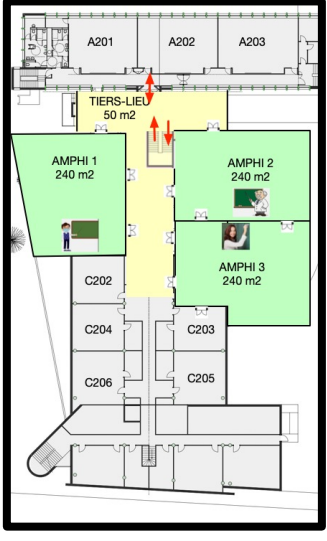 A201
A202
A203
TIERS-LIEU
50 m2
AMPHI 1
240 m2
AMPHI 2
240 m2
AMPHI 3
240 m2
C202
C204
C203
C206
C205